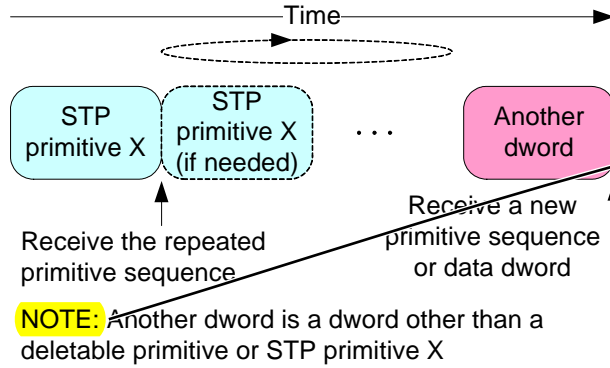 Time
STP
primitive X
STP
primitive X
(if needed)
. . .
Another
dword
Receive the repeated
primitive sequence
Receive a new
primitive sequence
or data dword
NOTE: Another dword is a dword other than a
deletable primitive or STP primitive X